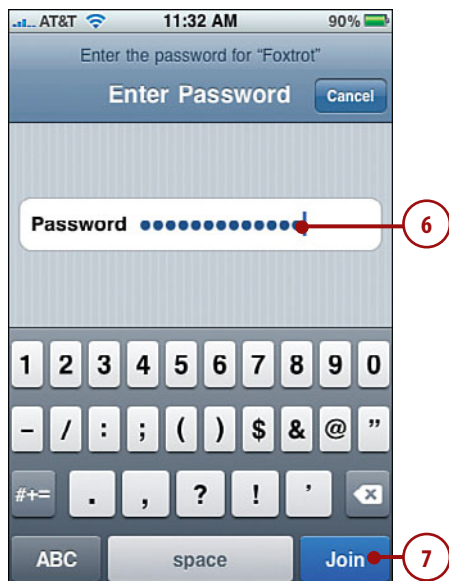 AT&T 11:32 AM 90%
Enter the password for “Foxtrot”
Enter Password Cancel
Password ●●●●●●●●●●●●●
6
1 2 3 4 5 6 7 8 9 0
- / : ; ( ) $ & @ ”
#+= . , ? ! ’
ABC space Join
7